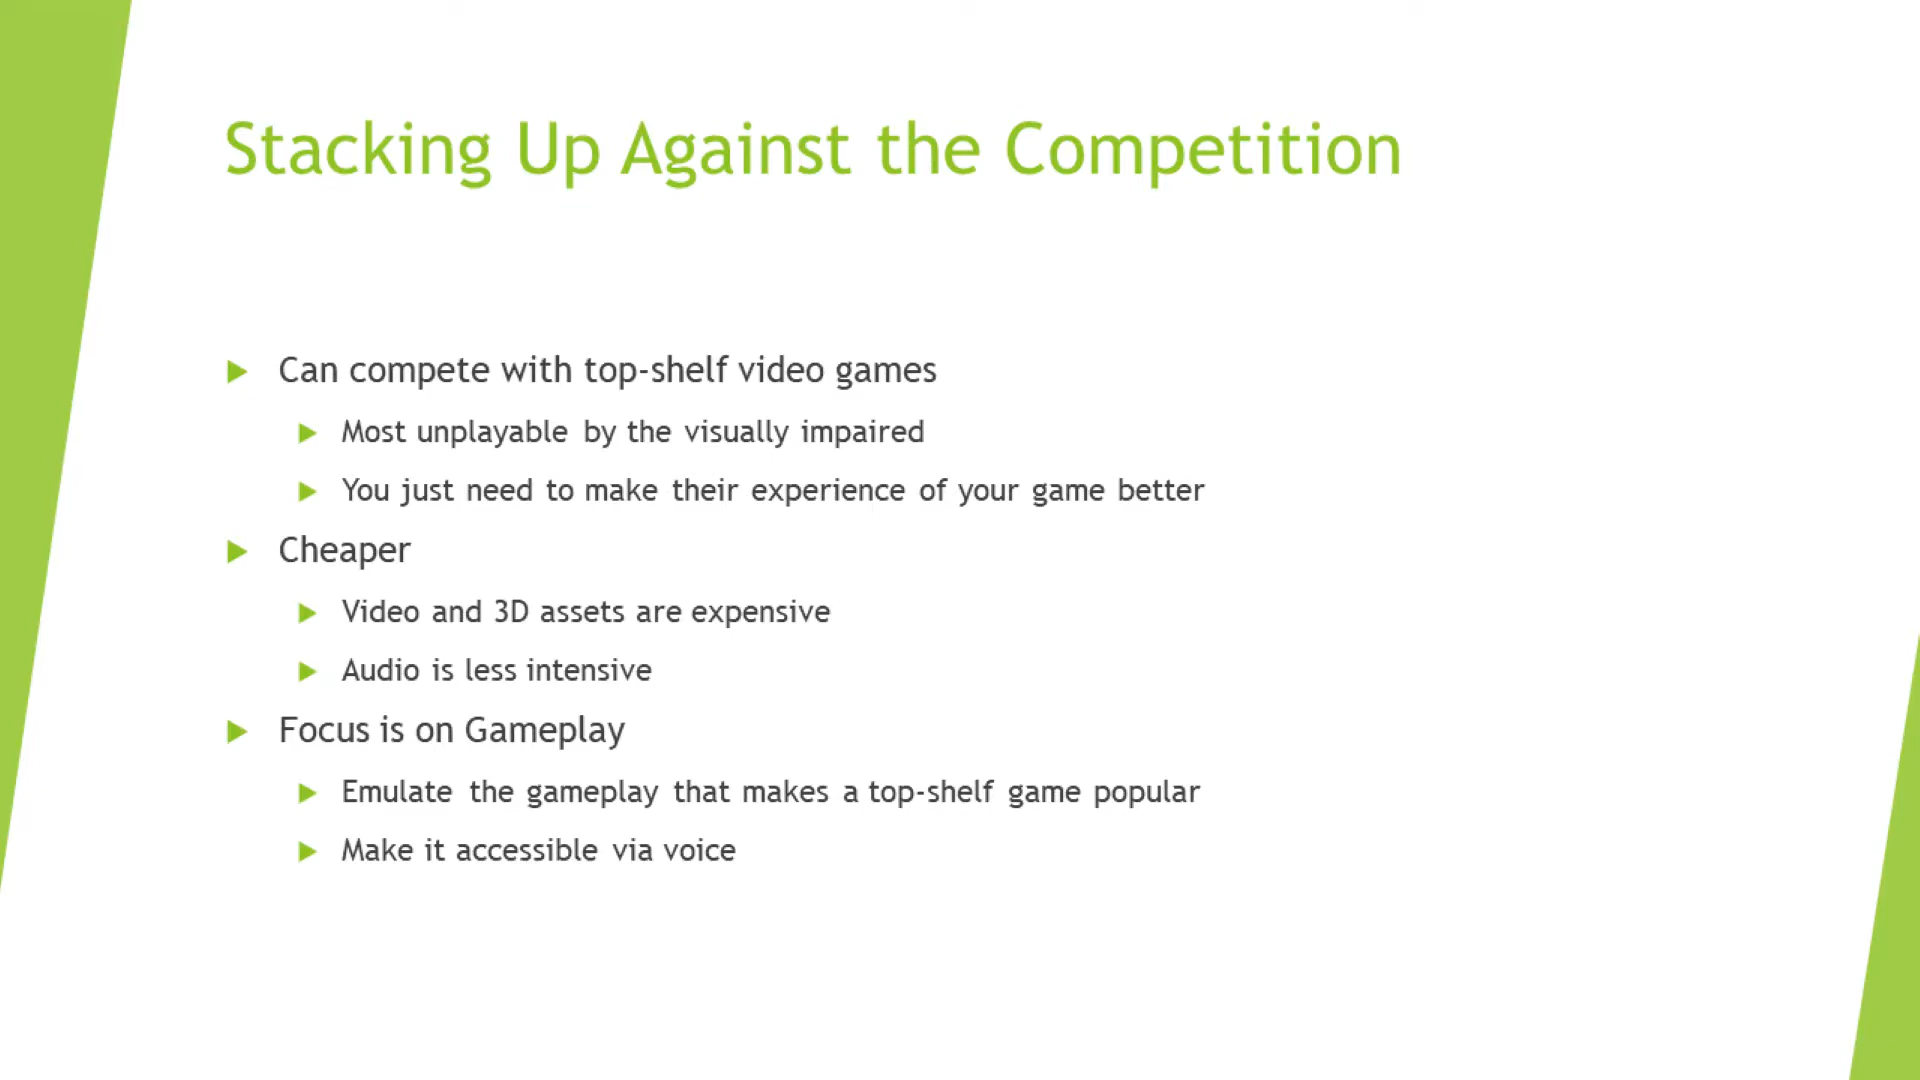 Stacking Up Against the Competition
Can compete with top-shelf video games
Most unplayable by the visually impaired
You just need to make their experience of your game better
Cheaper
Video and 3D assets are expensive
Audio is less intensive
Focus is on Gameplay
Emulate the gameplay that makes a top-shelf game popular
Make it accessible via voice